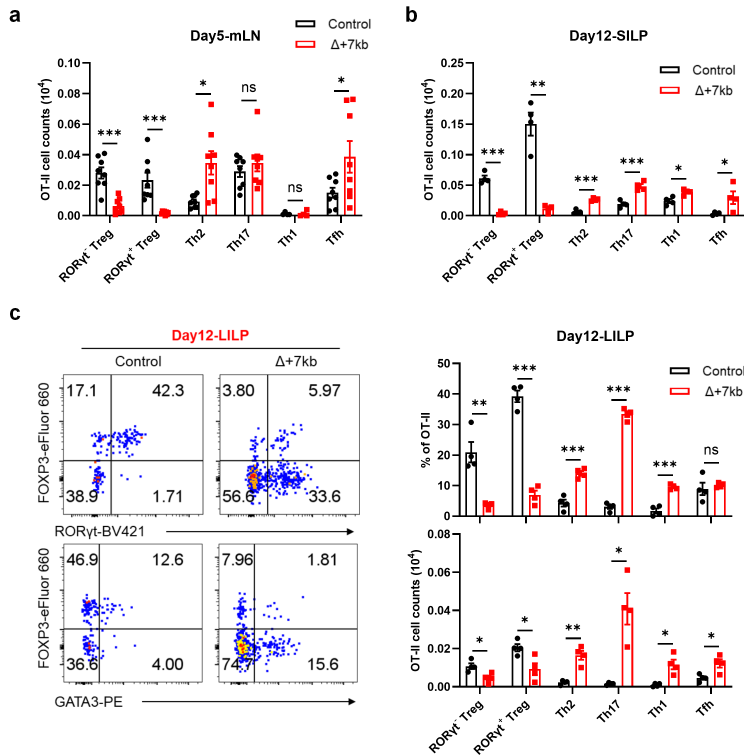 a
Day5-mLN
Control
Δ+7kb
OT-II cell counts (10⁴)
0.10
0.08
0.06
0.04
0.02
0.00
***
***
*
ns
ns
*
RORγt⁻ Treg
RORγt⁺ Treg
Th2
Th17
Th1
Tfh
b
Day12-SILP
Control
Δ+7kb
OT-II cell counts (10⁴)
0.25
0.20
0.15
0.10
0.05
0.00
***
**
***
***
*
*
RORγt⁻ Treg
RORγt⁺ Treg
Th2
Th17
Th1
Tfh
c
Day12-LILP
Control
Δ+7kb
FOXP3-eFluor 660
17.1
42.3
38.9
1.71
3.80
5.97
56.6
33.6
RORγt-BV421
FOXP3-eFluor 660
46.9
12.6
36.6
4.00
7.96
1.81
74.7
15.6
GATA3-PE
Day12-LILP
Control
Δ+7kb
% of OT-II
50
40
30
20
10
0
**
***
***
***
***
ns
OT-II cell counts (10⁴)
0.08
0.06
0.04
0.02
0.00
*
*
**
*
*
*
RORγt⁻ Treg
RORγt⁺ Treg
Th2
Th17
Th1
Tfh